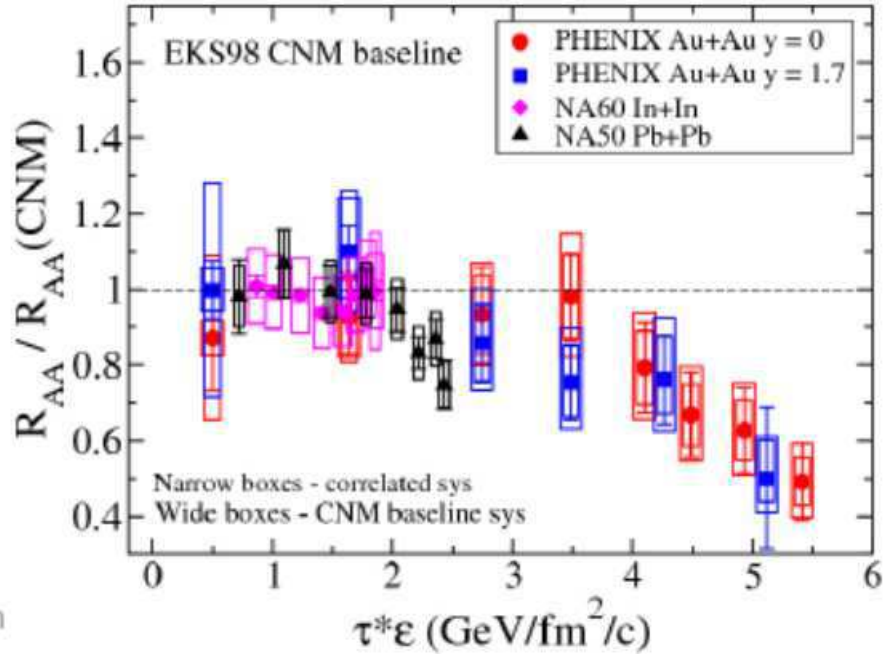 EKS98 CNM baseline
PHENIX Au+Au y = 0
PHENIX Au+Au y = 1.7
NA60 In+In
NA50 Pb+Pb
R_AA / R_AA(CNM)
1.6
1.4
1.2
1
0.8
0.6
0.4
Narrow boxes - correlated sys
Wide boxes - CNM baseline sys
0 1 2 3 4 5 6
τ*ε (GeV/fm²/c)